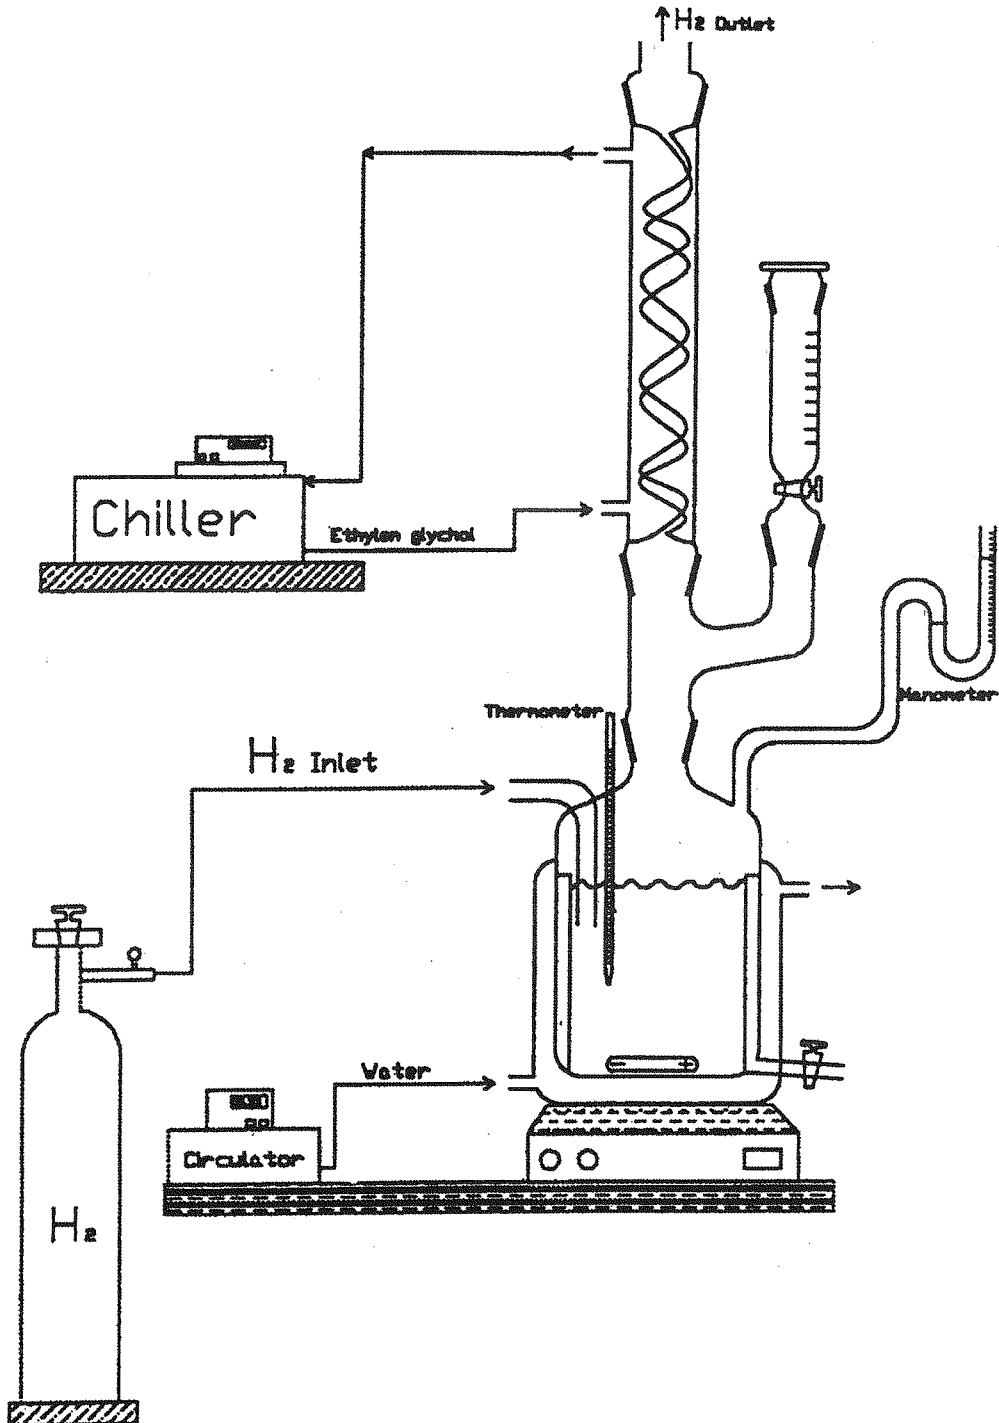 H2 Outlet
Chiller
Ethylen glychol
Manometer
Thermometer
H2 Inlet
Water
Circulator
H2